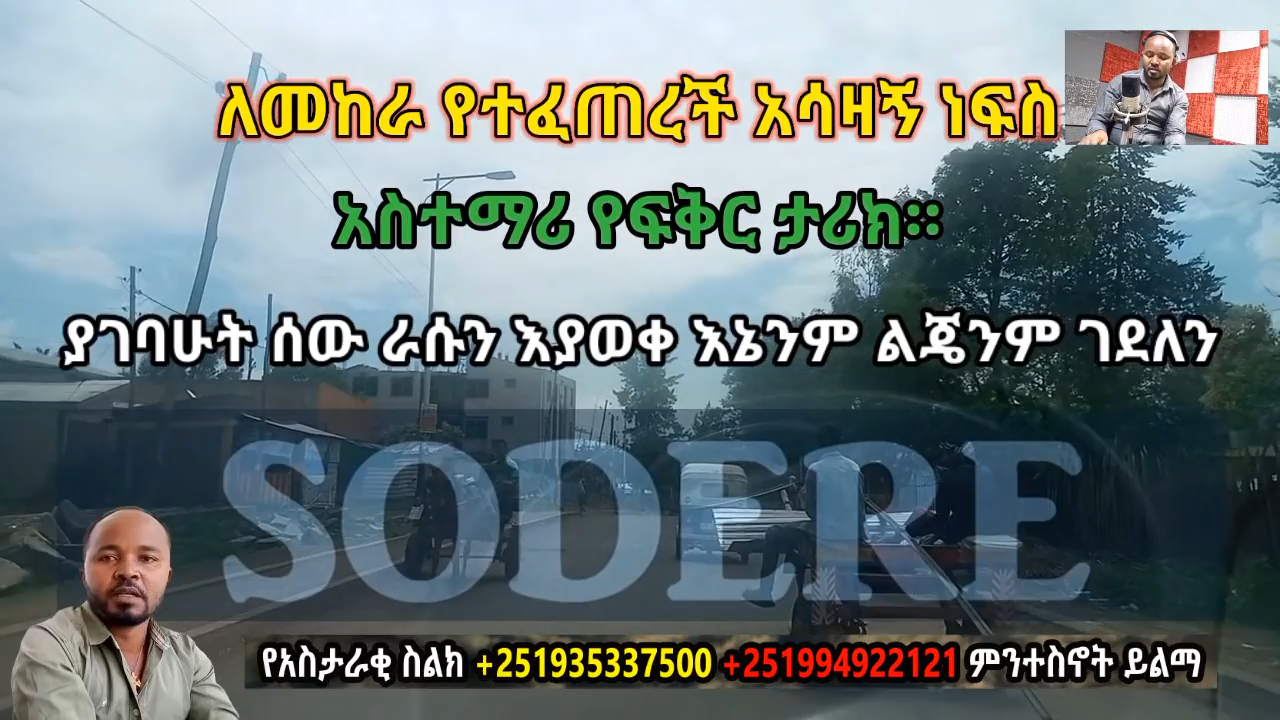 ለመከራ የተፈጠረች አሳዛኝ ነፍስ
አስተማሪ የፍቅር ታሪክ።
ያገባሁት ሰው ራሱን እያወቀ እኔንም ልጄንም ገደለን
SODERE
የአስታራቂ ስልክ +251935337500 +251994922121 ምንተስኖት ይልማ